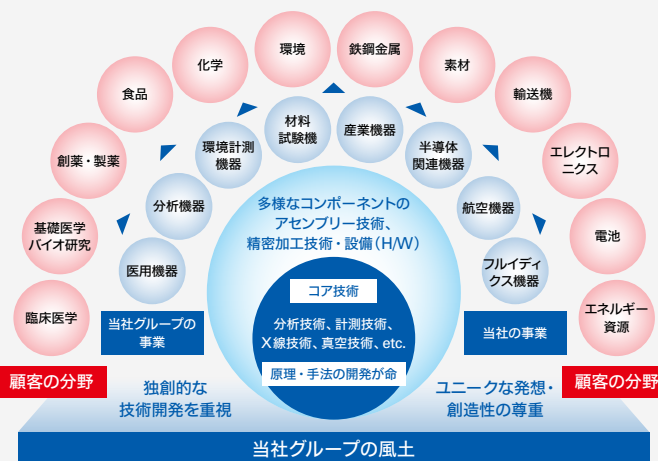 環境
鉄鋼金属
化学
素材
食品
輸送機
創薬・製薬
エレクトロ
ニクス
基礎医学
バイオ研究
電池
臨床医学
エネルギー
資源
材料
試験機
産業機器
環境計測
機器
半導体
関連機器
分析機器
航空機器
医用機器
フルイディ
クス機器
多様なコンポーネントの
アセンブリー技術、
精密加工技術・設備(H/W)
コア技術
分析技術、計測技術、
X線技術、真空技術、etc.
原理・手法の開発が命
当社グループの
事業
当社の事業
顧客の分野
顧客の分野
独創的な
技術開発を重視
ユニークな発想・
創造性の尊重
当社グループの風土